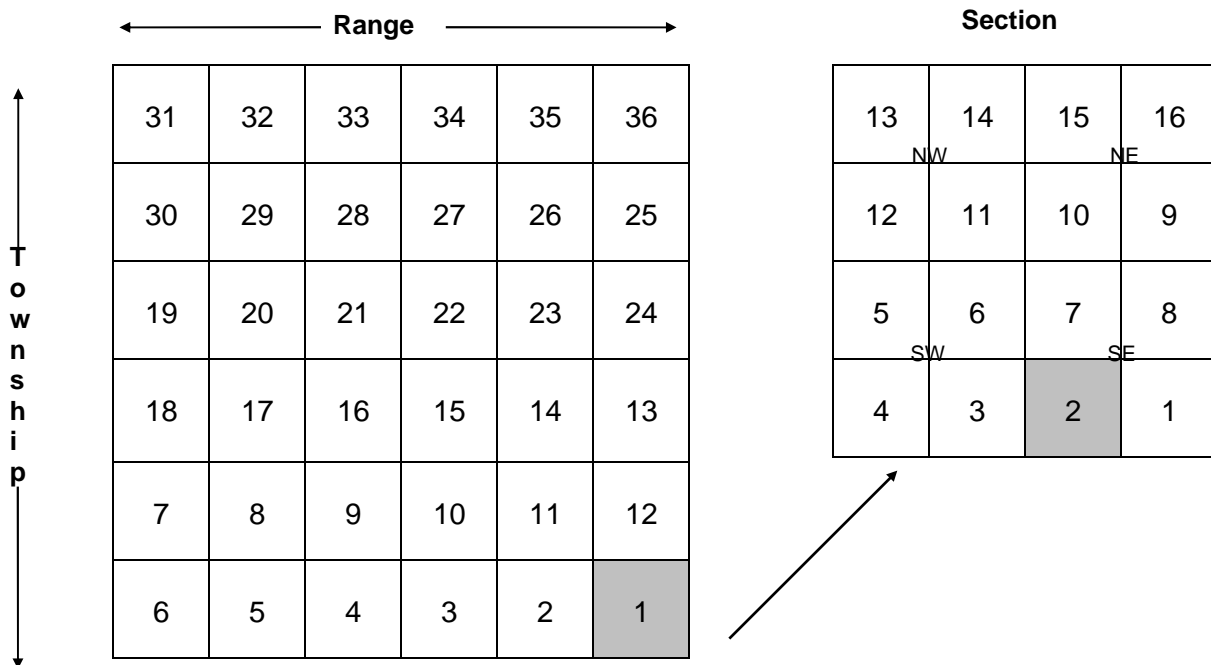 Range
Section
Township
31 32 33 34 35 36
30 29 28 27 26 25
19 20 21 22 23 24
18 17 16 15 14 13
7 8 9 10 11 12
6 5 4 3 2 1
13 14 15 16
NW NE
12 11 10 9
5 6 7 8
SW SE
4 3 2 1